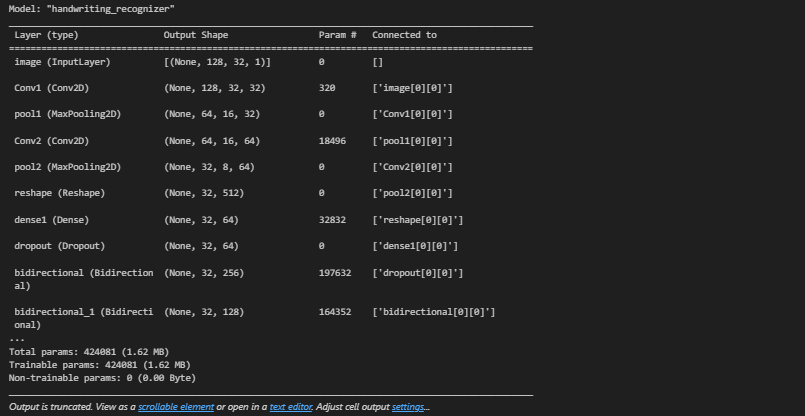 Model: "handwriting_recognizer"
Layer (type) Output Shape Param # Connected to
image (InputLayer) [(None, 128, 32, 1)] 0 []
Conv1 (Conv2D) (None, 128, 32, 32) 320 ['image[0][0]']
pool1 (MaxPooling2D) (None, 64, 16, 32) 0 ['Conv1[0][0]']
Conv2 (Conv2D) (None, 64, 16, 64) 18496 ['pool1[0][0]']
pool2 (MaxPooling2D) (None, 32, 8, 64) 0 ['Conv2[0][0]']
reshape (Reshape) (None, 32, 512) 0 ['pool2[0][0]']
dense1 (Dense) (None, 32, 64) 32832 ['reshape[0][0]']
dropout (Dropout) (None, 32, 64) 0 ['dense1[0][0]']
bidirectional (Bidirection (None, 32, 256) 197632 ['dropout[0][0]']
al)
bidirectional_1 (Bidirecti (None, 32, 128) 164352 ['bidirectional[0][0]']
onal)
...
Total params: 424081 (1.62 MB)
Trainable params: 424081 (1.62 MB)
Non-trainable params: 0 (0.00 Byte)
Output is truncated. View as a scrollable element or open in a text editor. Adjust cell output settings...